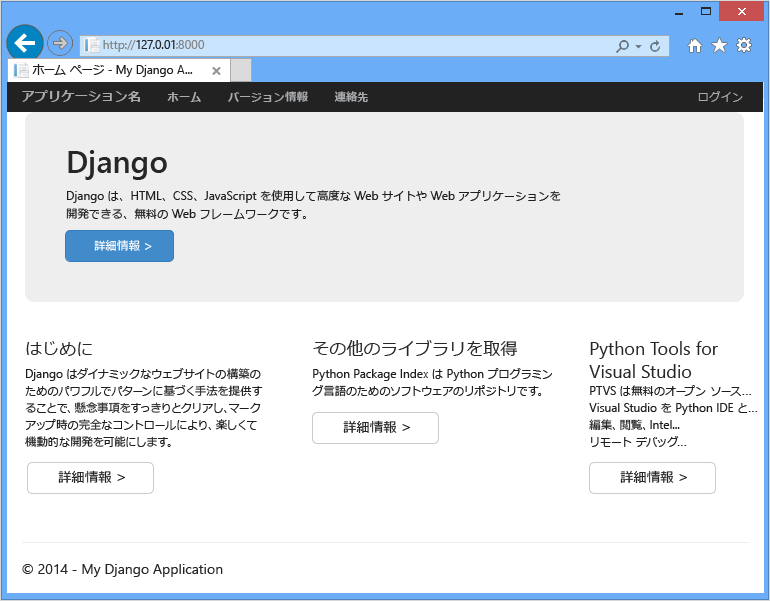 http://127.0.01:8000
ホーム ページ - My Django A...
アプリケーション名 ホーム バージョン情報 連絡先 ログイン
Django
Django は、HTML、CSS、JavaScript を使用して高度な Web サイトや Web アプリケーションを
開発できる、無料の Web フレームワークです。
詳細情報 >
はじめに
Django はダイナミックなウェブサイトの構築の
ためのパワフルでパターンに基づく手法を提供す
ることで、懸念事項をすっきりとクリアし、マーク
アップ時の完全なコントロールにより、楽しくて
機動的な開発を可能にします。
詳細情報 >
その他のライブラリを取得
Python Package Index は Python プログラミン
グ言語のためのソフトウェアのリポジトリです。
詳細情報 >
Python Tools for
Visual Studio
PTVS は無料のオープン ソース...
Visual Studio を Python IDE と...
編集、閲覧、Intel...
リモート デバッグ...
詳細情報 >
© 2014 - My Django Application